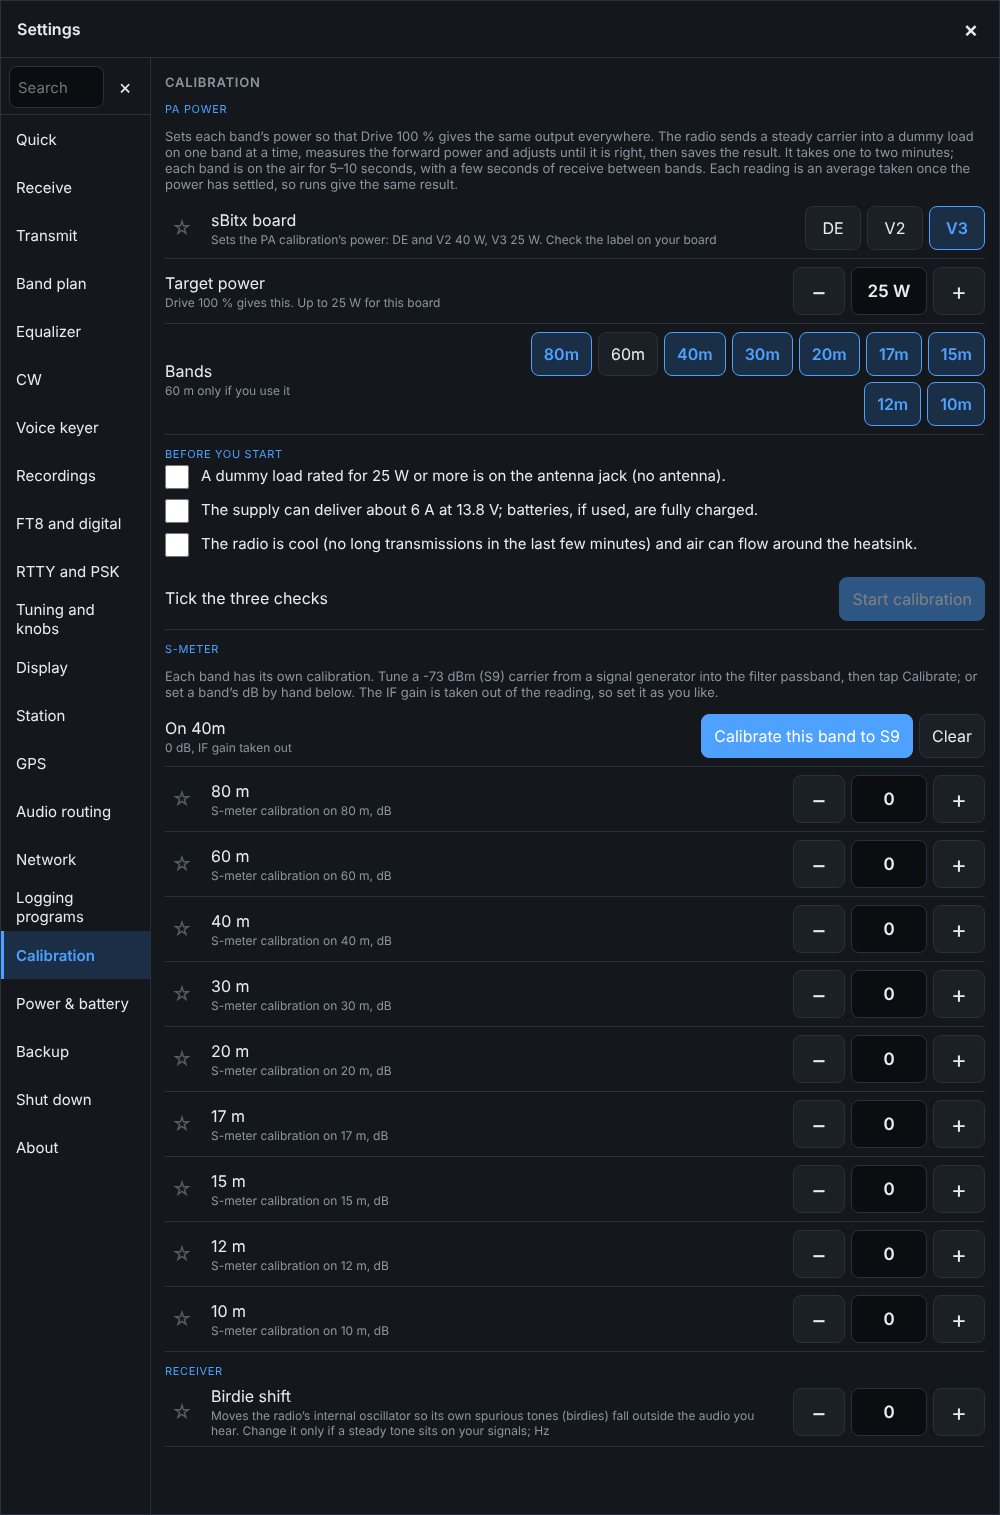 Settings
×
Search
×
Quick
Receive
Transmit
Band plan
Equalizer
CW
Voice keyer
Recordings
FT8 and digital
RTTY and PSK
Tuning and
knobs
Display
Station
GPS
Audio routing
Network
Logging
programs
Calibration
Power & battery
Backup
Shut down
About
CALIBRATION
PA POWER
Sets each band’s power so that Drive 100 % gives the same output everywhere. The radio sends a steady carrier into a dummy load
on one band at a time, measures the forward power and adjusts until it is right, then saves the result. It takes one to two minutes;
each band is on the air for 5–10 seconds, with a few seconds of receive between bands. Each reading is an average taken once the
power has settled, so runs give the same result.
☆ sBitx board
Sets the PA calibration’s power: DE and V2 40 W, V3 25 W. Check the label on your board
DE V2 V3
Target power
Drive 100 % gives this. Up to 25 W for this board
– 25 W +
Bands
60 m only if you use it
80m 60m 40m 30m 20m 17m 15m
12m 10m
BEFORE YOU START
A dummy load rated for 25 W or more is on the antenna jack (no antenna).
The supply can deliver about 6 A at 13.8 V; batteries, if used, are fully charged.
The radio is cool (no long transmissions in the last few minutes) and air can flow around the heatsink.
Tick the three checks
Start calibration
S-METER
Each band has its own calibration. Tune a -73 dBm (S9) carrier from a signal generator into the filter passband, then tap Calibrate; or
set a band’s dB by hand below. The IF gain is taken out of the reading, so set it as you like.
On 40m
0 dB, IF gain taken out
Calibrate this band to S9 Clear
☆ 80 m
S-meter calibration on 80 m, dB
– 0 +
☆ 60 m
S-meter calibration on 60 m, dB
– 0 +
☆ 40 m
S-meter calibration on 40 m, dB
– 0 +
☆ 30 m
S-meter calibration on 30 m, dB
– 0 +
☆ 20 m
S-meter calibration on 20 m, dB
– 0 +
☆ 17 m
S-meter calibration on 17 m, dB
– 0 +
☆ 15 m
S-meter calibration on 15 m, dB
– 0 +
☆ 12 m
S-meter calibration on 12 m, dB
– 0 +
☆ 10 m
S-meter calibration on 10 m, dB
– 0 +
RECEIVER
☆ Birdie shift
Moves the radio’s internal oscillator so its own spurious tones (birdies) fall outside the audio you
hear. Change it only if a steady tone sits on your signals; Hz
– 0 +